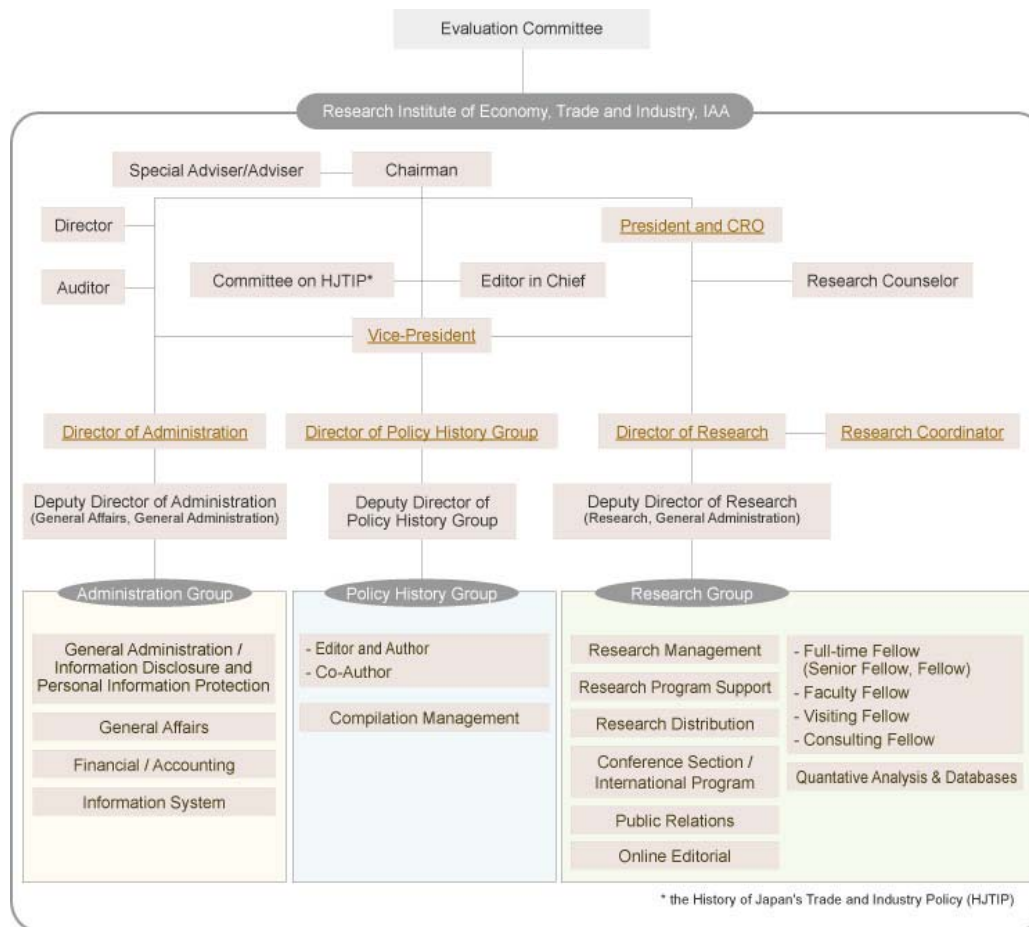 Evaluation Committee
Research Institute of Economy, Trade and Industry, IAA
Special Adviser/Adviser
Chairman
Director
President and CRO
Auditor
Committee on HJTIP*
Editor in Chief
Research Counselor
Vice-President
Director of Administration
Director of Policy History Group
Director of Research
Research Coordinator
Deputy Director of Administration
(General Affairs, General Administration)
Deputy Director of
Policy History Group
Deputy Director of Research
(Research, General Administration)
Administration Group
General Administration /
Information Disclosure and
Personal Information Protection
General Affairs
Financial / Accounting
Information System
Policy History Group
- Editor and Author
- Co-Author
Compilation Management
Research Group
Research Management
Research Program Support
Research Distribution
Conference Section /
International Program
Public Relations
Online Editorial
- Full-time Fellow
(Senior Fellow, Fellow)
- Faculty Fellow
- Visiting Fellow
- Consulting Fellow
Quantative Analysis & Databases
* the History of Japan's Trade and Industry Policy (HJTIP)